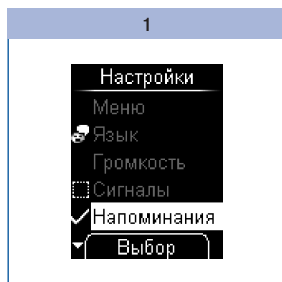 1
Настройки
Меню
Язык
Громкость
Сигналы
Напоминания
Выбор